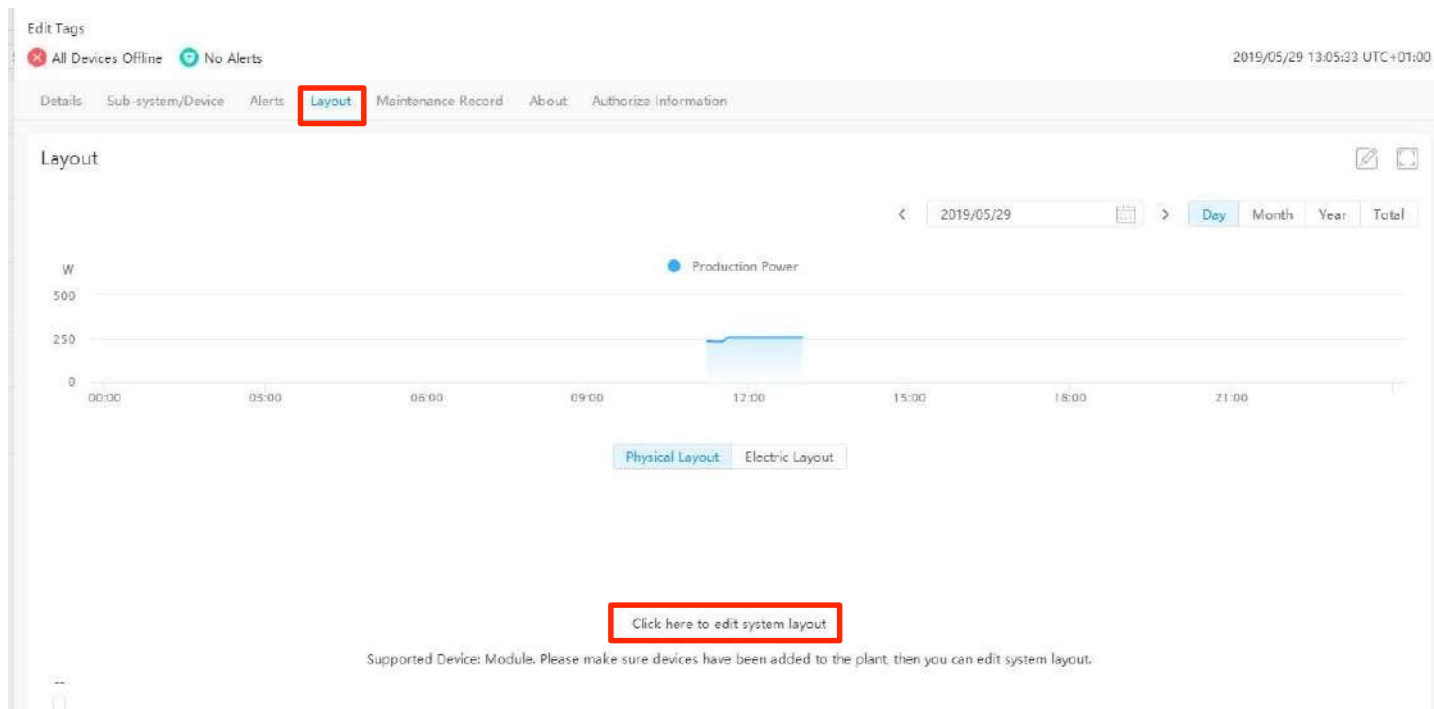 Edit Tags
All Devices Offline No Alerts 2019/05/29 13:05:33 UTC+01:00
Details Sub-system/Device Alerts Layout Maintenance Record About Authorize Information
Layout
2019/05/29 Day Month Year Total
W Production Power
500
250
0
00:00 03:00 06:00 09:00 12:00 15:00 18:00 21:00
Physical Layout Electric Layout
Click here to edit system layout
Supported Device: Module. Please make sure devices have been added to the plant, then you can edit system layout.
--